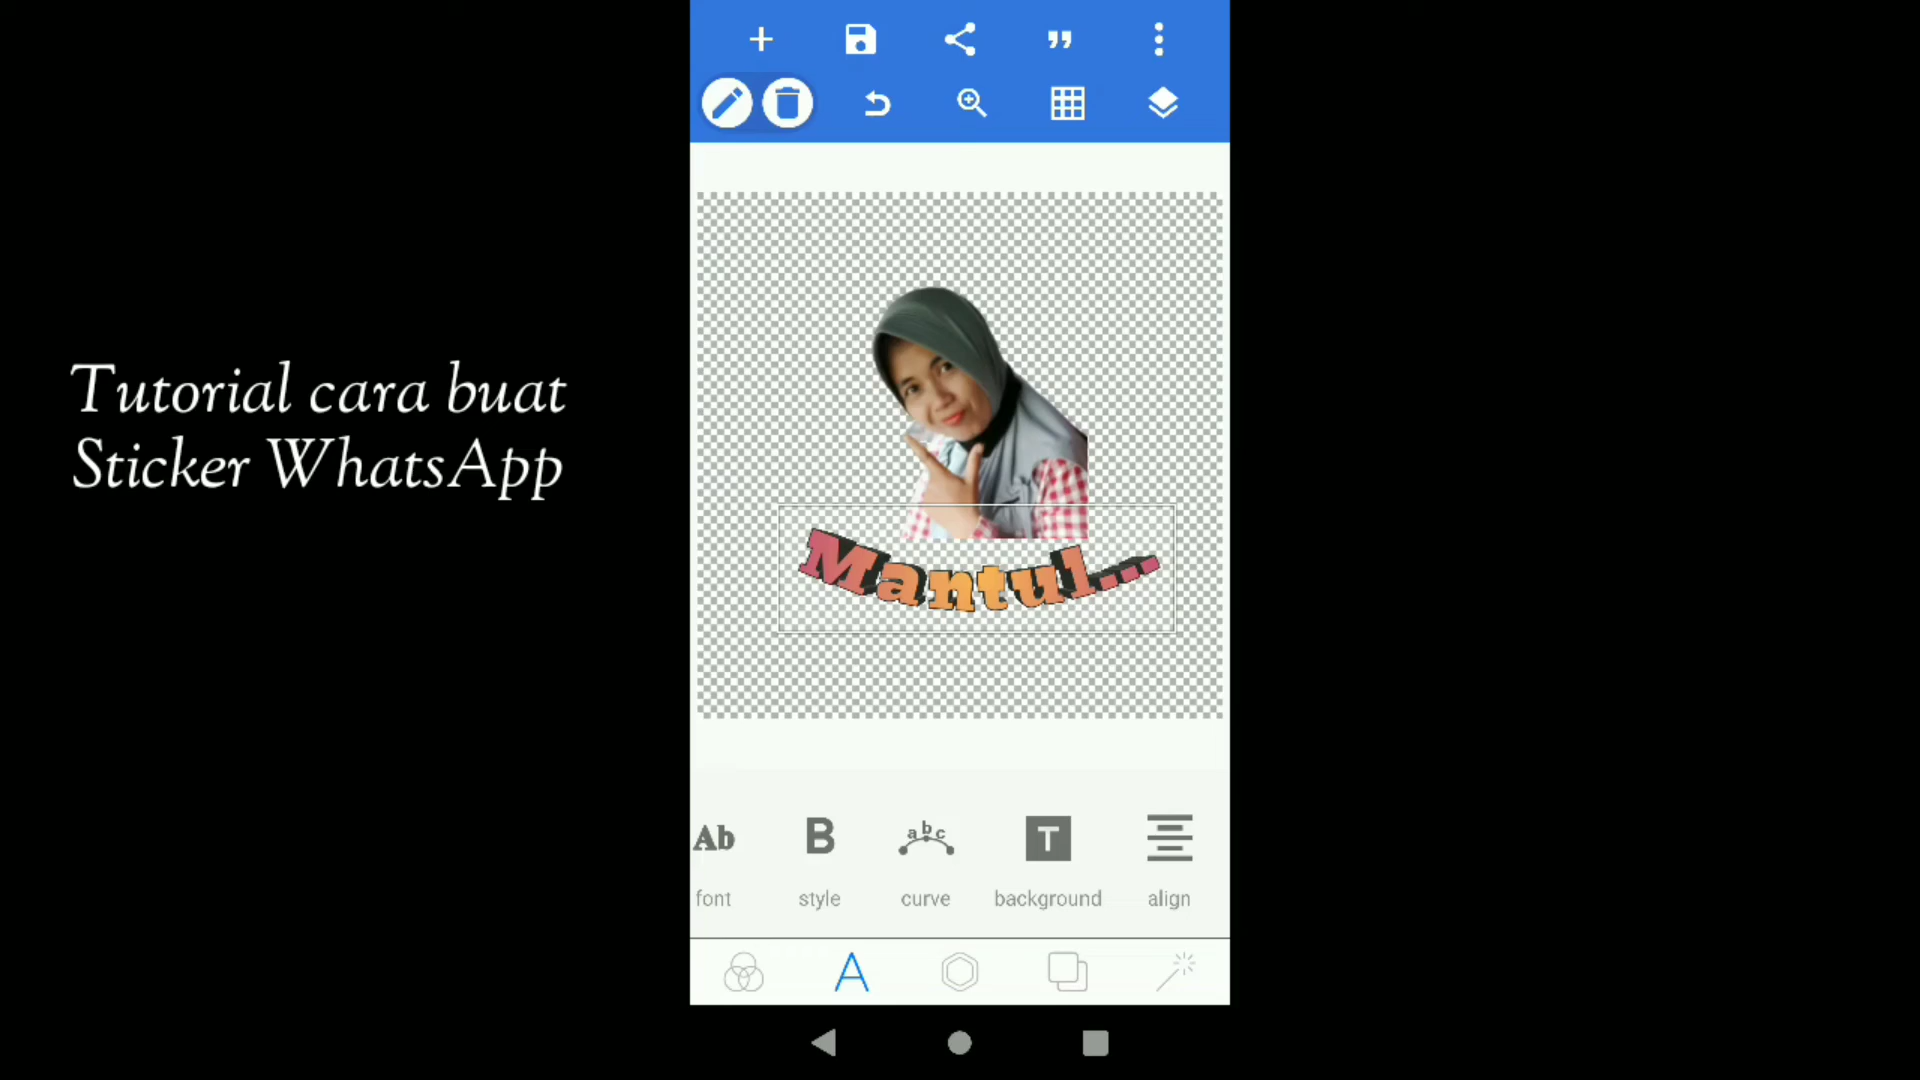 Tutorial cara buat
Sticker WhatsApp
Mantul...
Ab
B
abc
T
font
style
curve
background
align
A